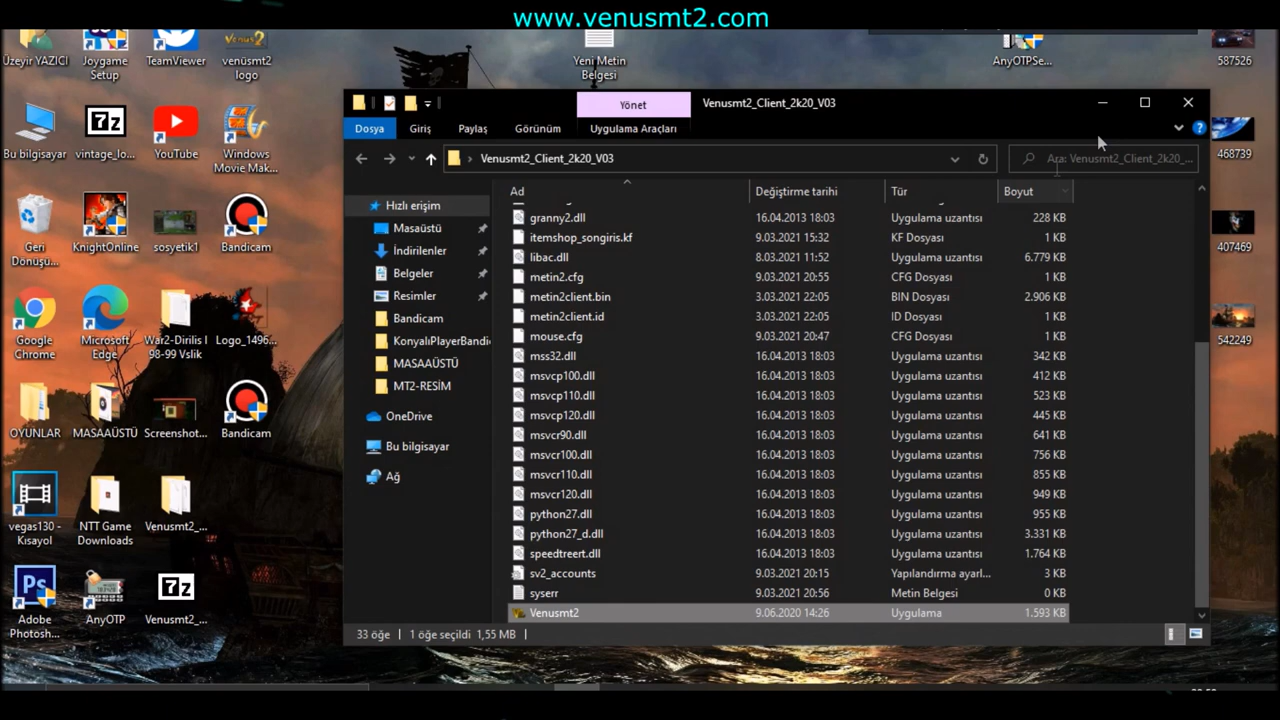 www.venusmt2.com
Üzeyir YAZICI
Joygame Setup
TeamViewer
venüsmt2 logo
Yeni Metin Belgesi
AnyOTPSe...
587526
Bu bilgisayar
vintage_lo...
YouTube
Windows Movie Mak...
468739
Geri Dönüşü...
KnightOnline
sosyetik1
Bandicam
407469
Google Chrome
Microsoft Edge
War2-Dirilis I 98-99 Vslik
Logo_1496...
542249
OYUNLAR
MASAÜSTÜ
Screenshot...
Bandicam
vegas130 - Kısayol
NTT Game Downloads
Venusmt2_...
Adobe Photosh...
AnyOTP
Venusmt2_...
Yönet
Venusmt2_Client_2k20_V03
Dosya Giriş Paylaş Görünüm Uygulama Araçları
Venusmt2_Client_2k20_V03
Ara: Venusmt2_Client_2k20_...
Hızlı erişim
Masaüstü
İndirilenler
Belgeler
Resimler
Bandicam
KonyalıPlayerBandi
MASAAÜSTÜ
MT2-RESİM
OneDrive
Bu bilgisayar
Ağ
Ad Değiştirme tarihi Tür Boyut
granny2.dll 16.04.2013 18:03 Uygulama uzantısı 228 KB
itemshop_songiris.kf 9.03.2021 15:32 KF Dosyası 1 KB
libac.dll 8.03.2021 11:52 Uygulama uzantısı 6.779 KB
metin2.cfg 9.03.2021 20:55 CFG Dosyası 1 KB
metin2client.bin 3.03.2021 22:05 BIN Dosyası 2.906 KB
metin2client.id 3.03.2021 22:05 ID Dosyası 1 KB
mouse.cfg 9.03.2021 20:47 CFG Dosyası 1 KB
mss32.dll 16.04.2013 18:03 Uygulama uzantısı 342 KB
msvcp100.dll 16.04.2013 18:03 Uygulama uzantısı 412 KB
msvcp110.dll 16.04.2013 18:03 Uygulama uzantısı 523 KB
msvcp120.dll 16.04.2013 18:03 Uygulama uzantısı 445 KB
msvcr90.dll 16.04.2013 18:03 Uygulama uzantısı 641 KB
msvcr100.dll 16.04.2013 18:03 Uygulama uzantısı 756 KB
msvcr110.dll 16.04.2013 18:03 Uygulama uzantısı 855 KB
msvcr120.dll 16.04.2013 18:03 Uygulama uzantısı 949 KB
python27.dll 16.04.2013 18:03 Uygulama uzantısı 955 KB
python27_d.dll 16.04.2013 18:03 Uygulama uzantısı 3.331 KB
speedtreert.dll 16.04.2013 18:03 Uygulama uzantısı 1.764 KB
sv2_accounts 9.03.2021 20:15 Yapılandırma ayarl... 3 KB
syserr 9.03.2021 20:56 Metin Belgesi 0 KB
Venusmt2 9.06.2020 14:26 Uygulama 1.593 KB
33 öğe 1 öğe seçildi 1,55 MB